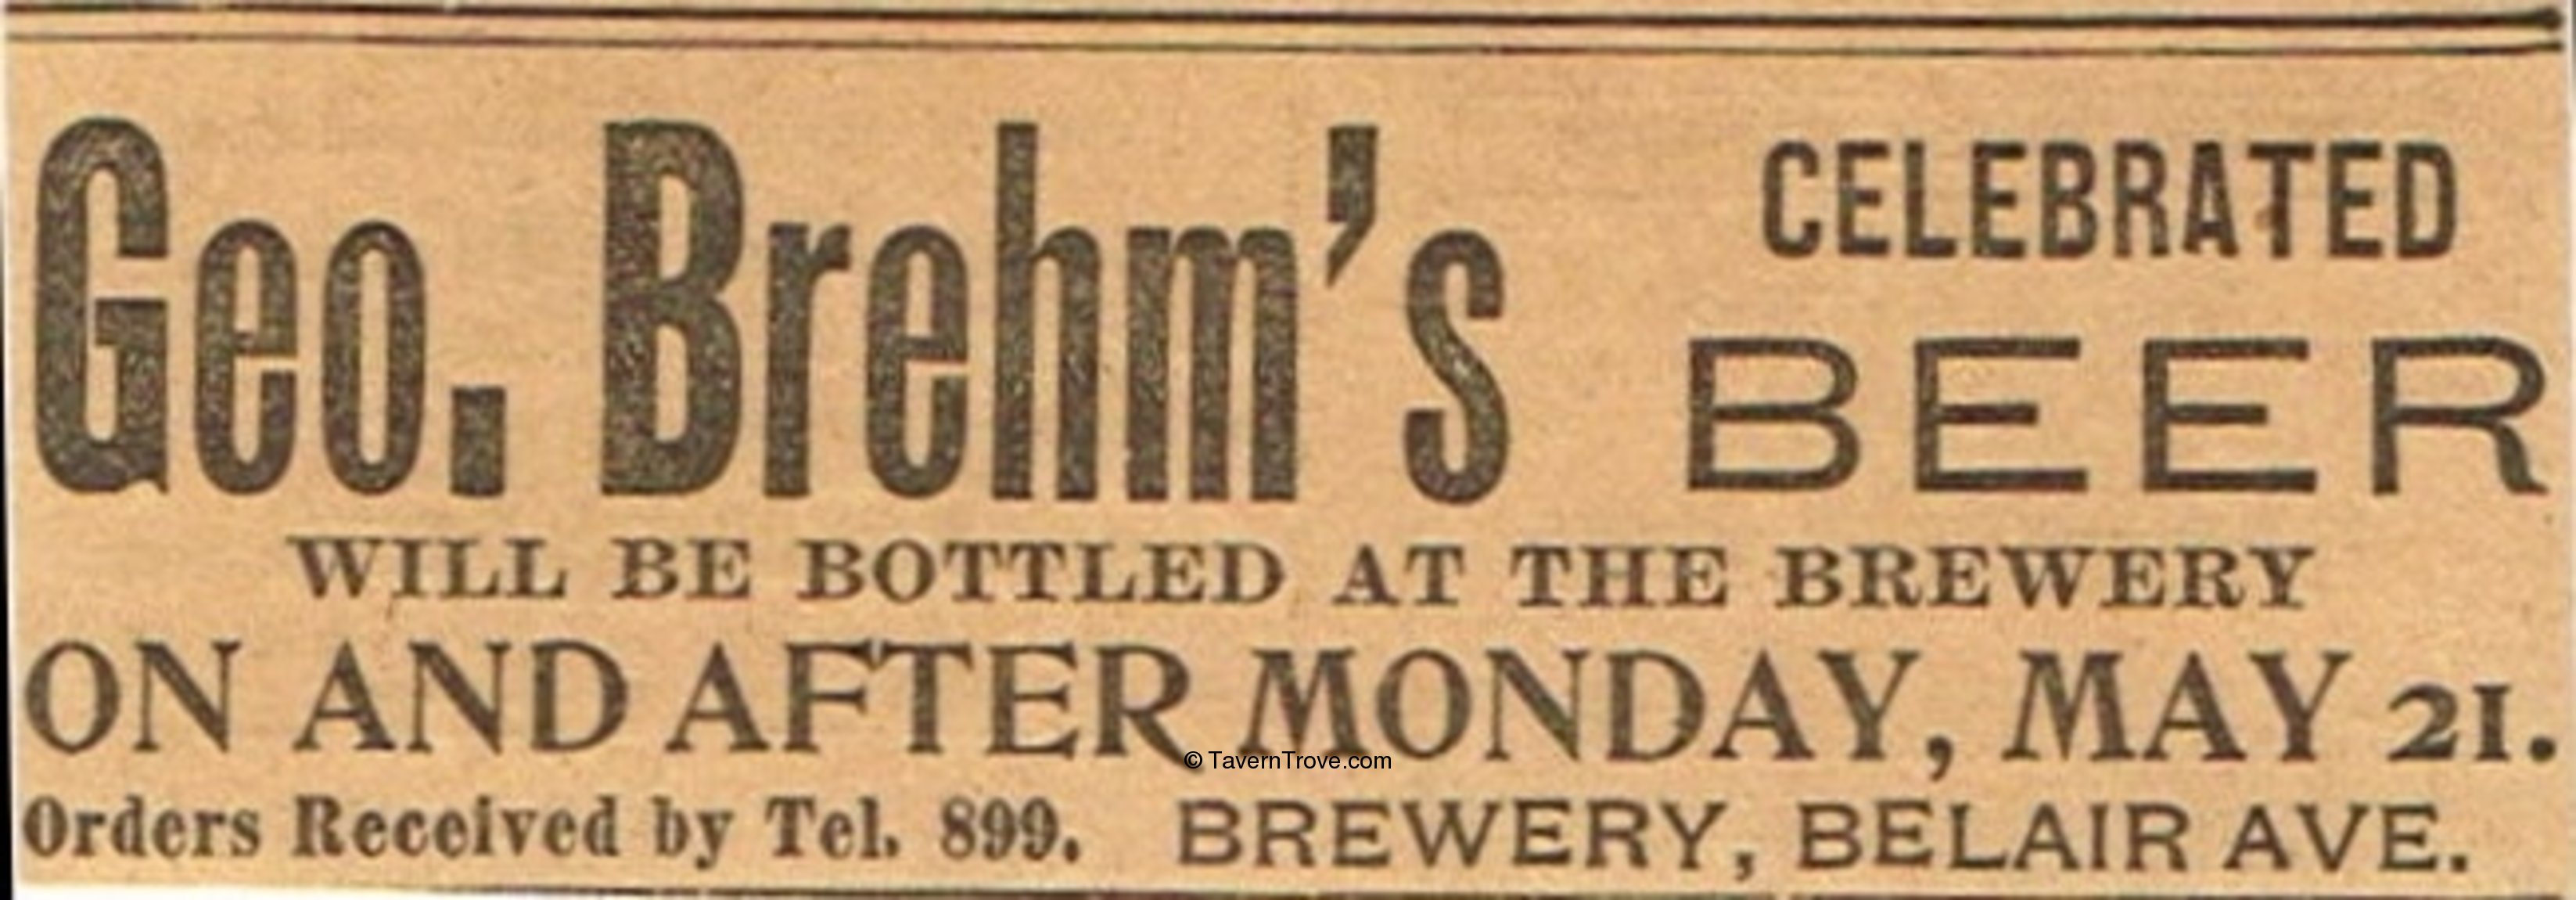 Geo. Brehm's CELEBRATED BEER
WILL BE BOTTLED AT THE BREWERY
ON AND AFTER MONDAY, MAY 21.
© TavernTrove.com
Orders Received by Tel. 899. BREWERY, BELAIR AVE.